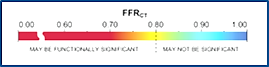 FFRCT
0.00 0.60 0.70 0.80 0.90 1.00
MAY BE FUNCTIONALLY SIGNIFICANT MAY NOT BE SIGNIFICANT